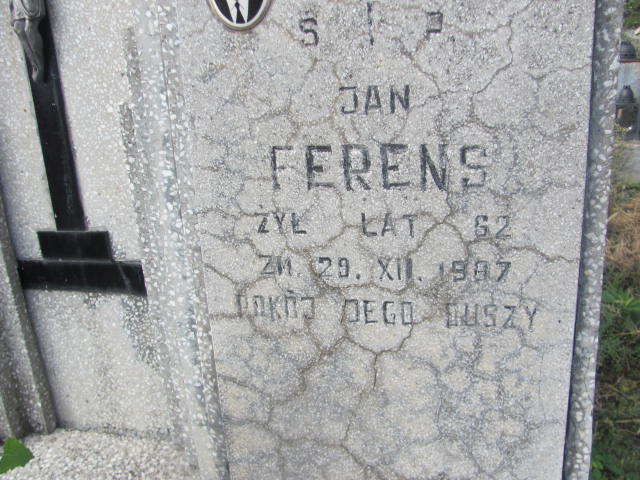 Ś P.
JAN
FERENS
ŻYŁ LAT 62
ZM. 29. XII. 1987
POKÓJ JEGO DUSZY